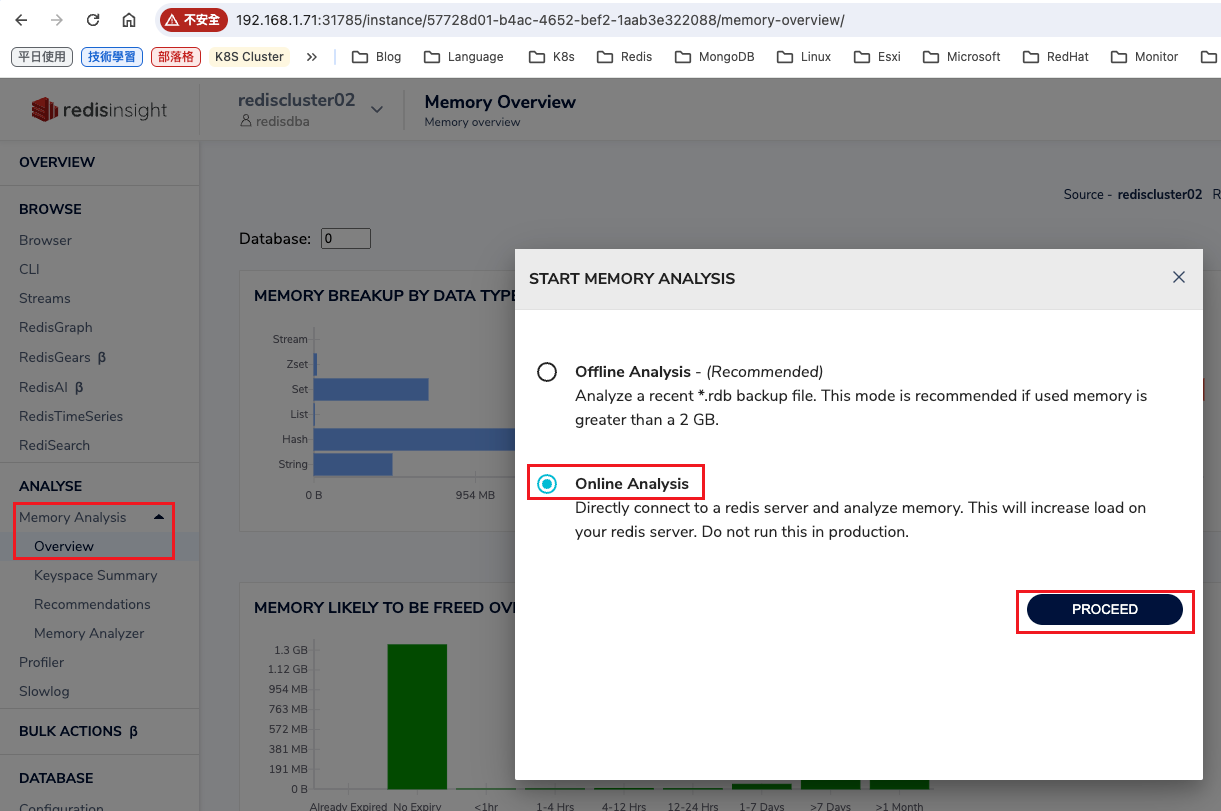 不安全 192.168.1.71:31785/instance/57728d01-b4ac-4652-bef2-1aab3e322088/memory-overview/
平日使用 技術學習 部落格 K8S Cluster » Blog Language K8s Redis MongoDB Linux Esxi Microsoft RedHat Monitor
redisinsight
rediscluster02
redisdba
Memory Overview
Memory overview
OVERVIEW
BROWSE
Browser
CLI
Streams
RedisGraph
RedisGears β
RedisAI β
RedisTimeSeries
RediSearch
ANALYSE
Memory Analysis
Overview
Keyspace Summary
Recommendations
Memory Analyzer
Profiler
Slowlog
BULK ACTIONS β
DATABASE
Configuration
Source - rediscluster02 R
Database: 0
MEMORY BREAKUP BY DATA TYPE
Stream
Zset
Set
List
Hash
String
0 B 954 MB
MEMORY LIKELY TO BE FREED OV
1.3 GB
1.12 GB
954 MB
763 MB
572 MB
381 MB
191 MB
0 B
Already Expired No Expiry <1hr 1-4 Hrs 4-12 Hrs 12-24 Hrs 1-7 Days >7 Days >1 Month
START MEMORY ANALYSIS
Offline Analysis - (Recommended)
Analyze a recent *.rdb backup file. This mode is recommended if used memory is
greater than a 2 GB.
Online Analysis
Directly connect to a redis server and analyze memory. This will increase load on
your redis server. Do not run this in production.
PROCEED